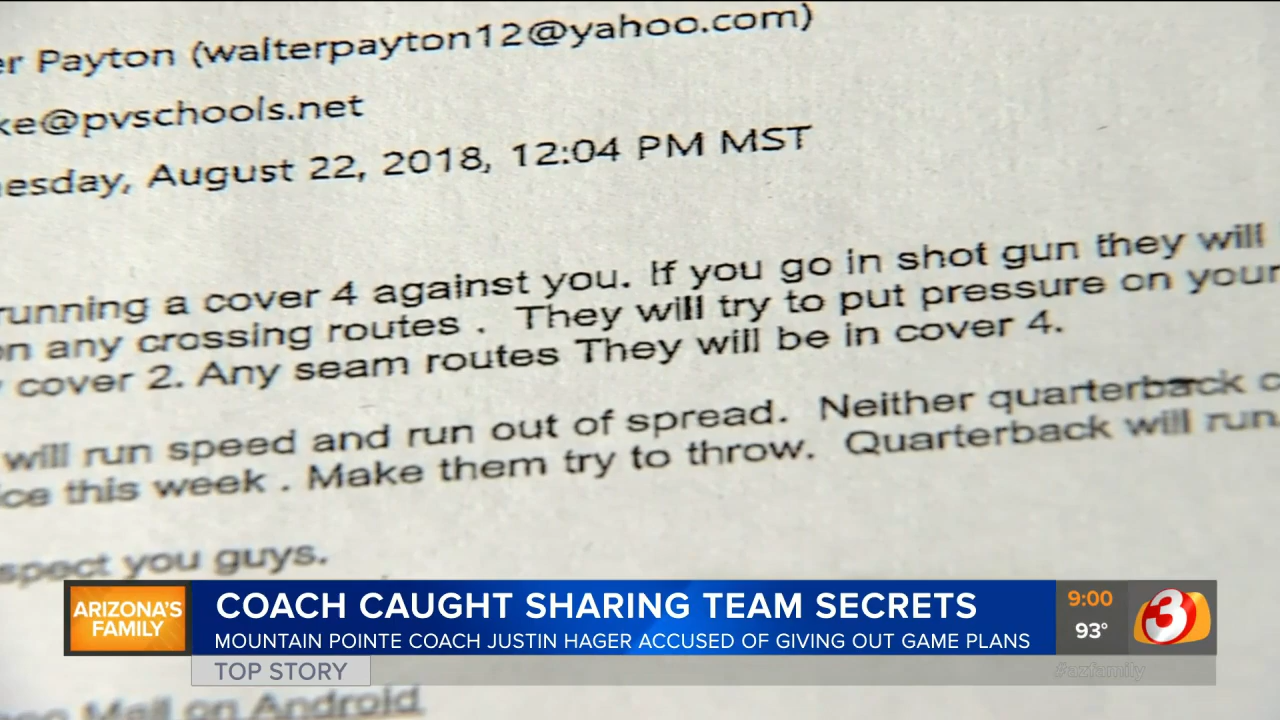 er Payton (walterpayton12@yahoo.com)
ke@pvschools.net
esday, August 22, 2018, 12:04 PM MST
running a cover 4 against you. If you go in shot gun they will
on any crossing routes . They will try to put pressure on your
cover 2. Any seam routes They will be in cover 4.
will run speed and run out of spread. Neither quarterback
ice this week . Make them try to throw. Quarterback will run.
spect you guys.
Mail on Android
ARIZONA'S
FAMILY
COACH CAUGHT SHARING TEAM SECRETS
MOUNTAIN POINTE COACH JUSTIN HAGER ACCUSED OF GIVING OUT GAME PLANS
TOP STORY
9:00
93°
3
#azfamily